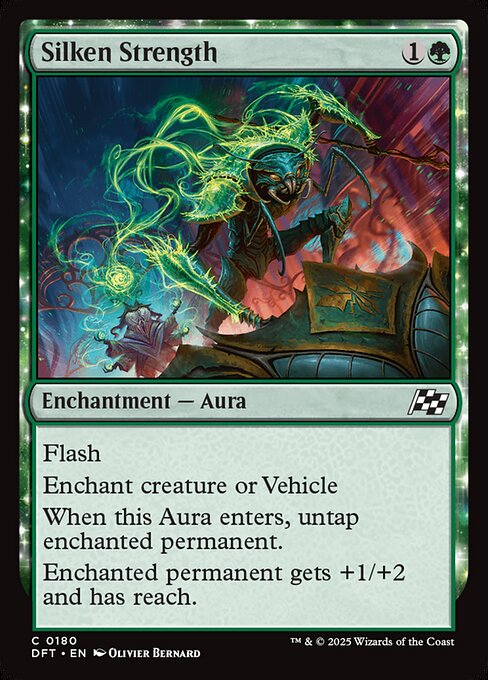 Silken Strength 1
Enchantment — Aura
Flash
Enchant creature or Vehicle
When this Aura enters, untap
enchanted permanent.
Enchanted permanent gets +1/+2
and has reach.
C 0180
DFT • EN Olivier Bernard
™ & © 2025 Wizards of the Coast